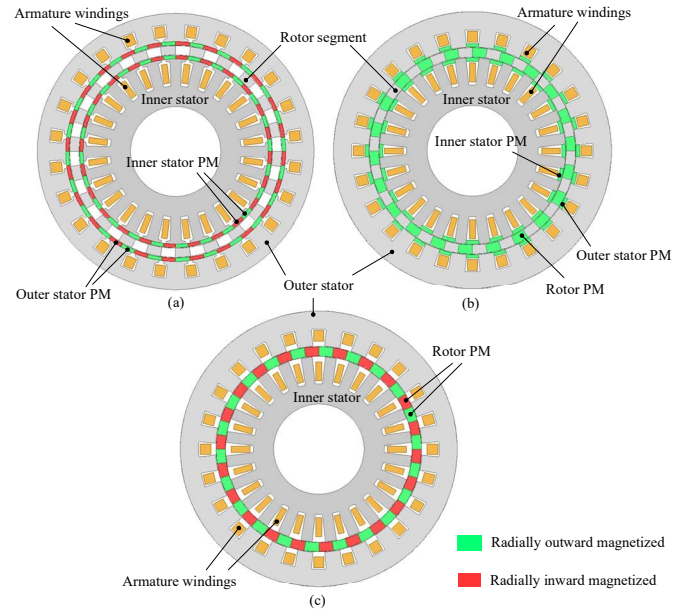 Armature windings
Rotor segment
Inner stator
Inner stator PM
Outer stator PM
(a)
Armature windings
Inner stator
Inner stator PM
Outer stator PM
Rotor PM
Outer stator
(b)
Rotor PM
Inner stator
Armature windings
(c)
Radially outward magnetized
Radially inward magnetized